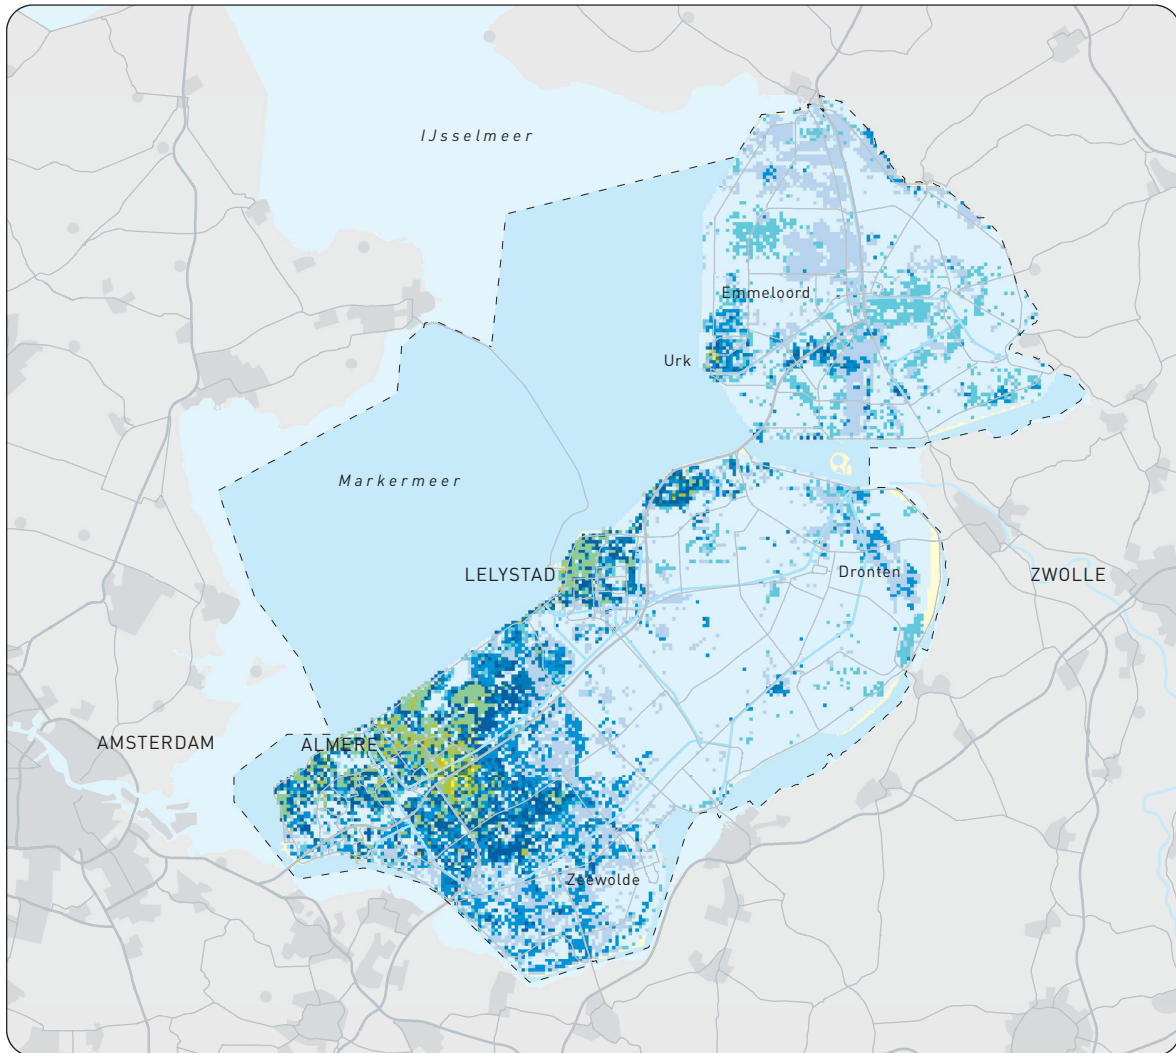 IJsselmeer
Emmeloord
Urk
Markermeer
LELYSTAD
Dronten
ZWOLLE
AMSTERDAM
ALMERE
Zeewolde